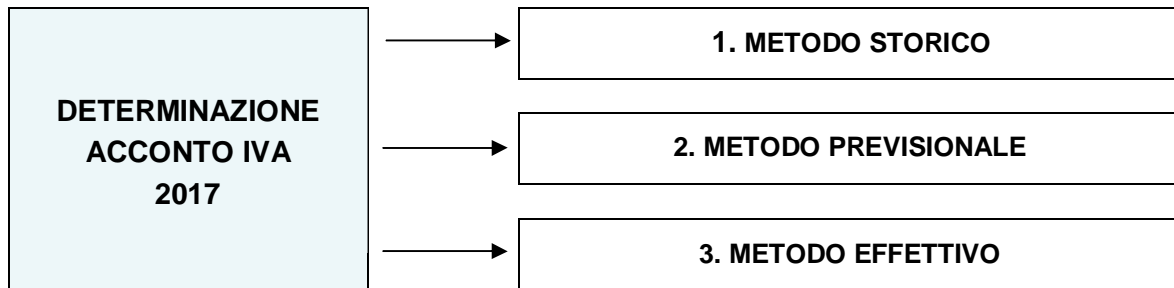 DETERMINAZIONE
ACCONTO IVA
2017
1. METODO STORICO
2. METODO PREVISIONALE
3. METODO EFFETTIVO